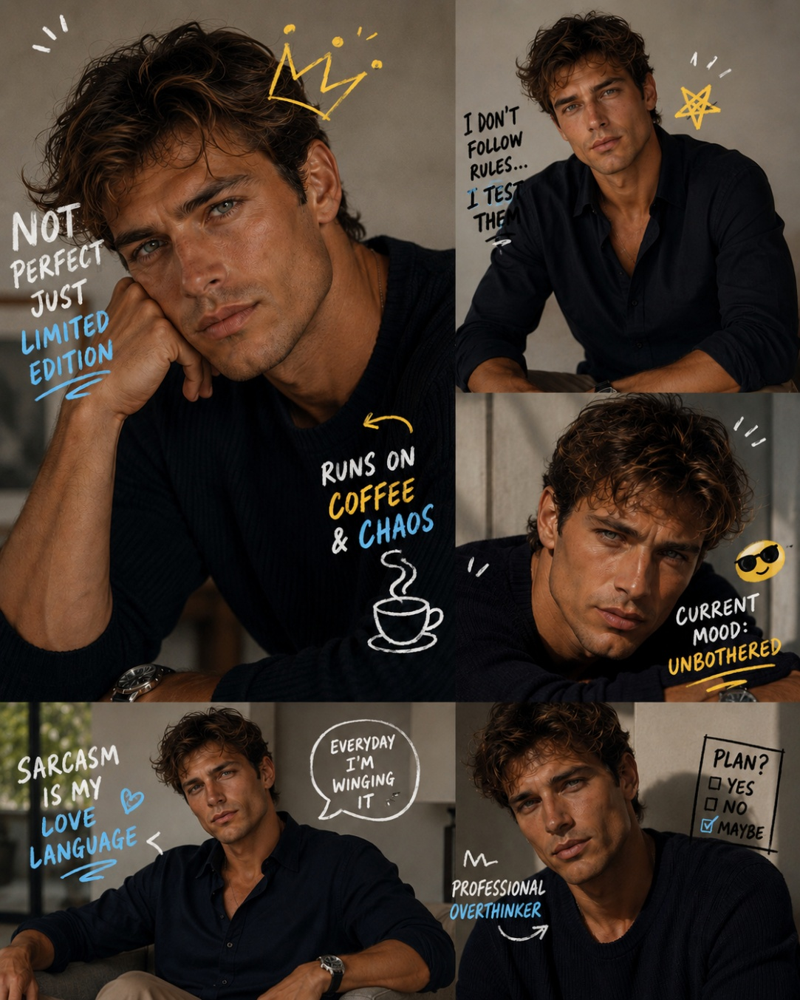 NOT
PERFECT
JUST
LIMITED
EDITION
RUNS ON
COFFEE
& CHAOS
I DON'T
FOLLOW
RULES...
I TEST
THEM
CURRENT
MOOD:
UNBOTHERED
SARCASM
IS MY
LOVE
LANGUAGE
EVERYDAY
I'M
WINGING
IT
PROFESSIONAL
OVERTHINKER
PLAN?
YES
NO
MAYBE